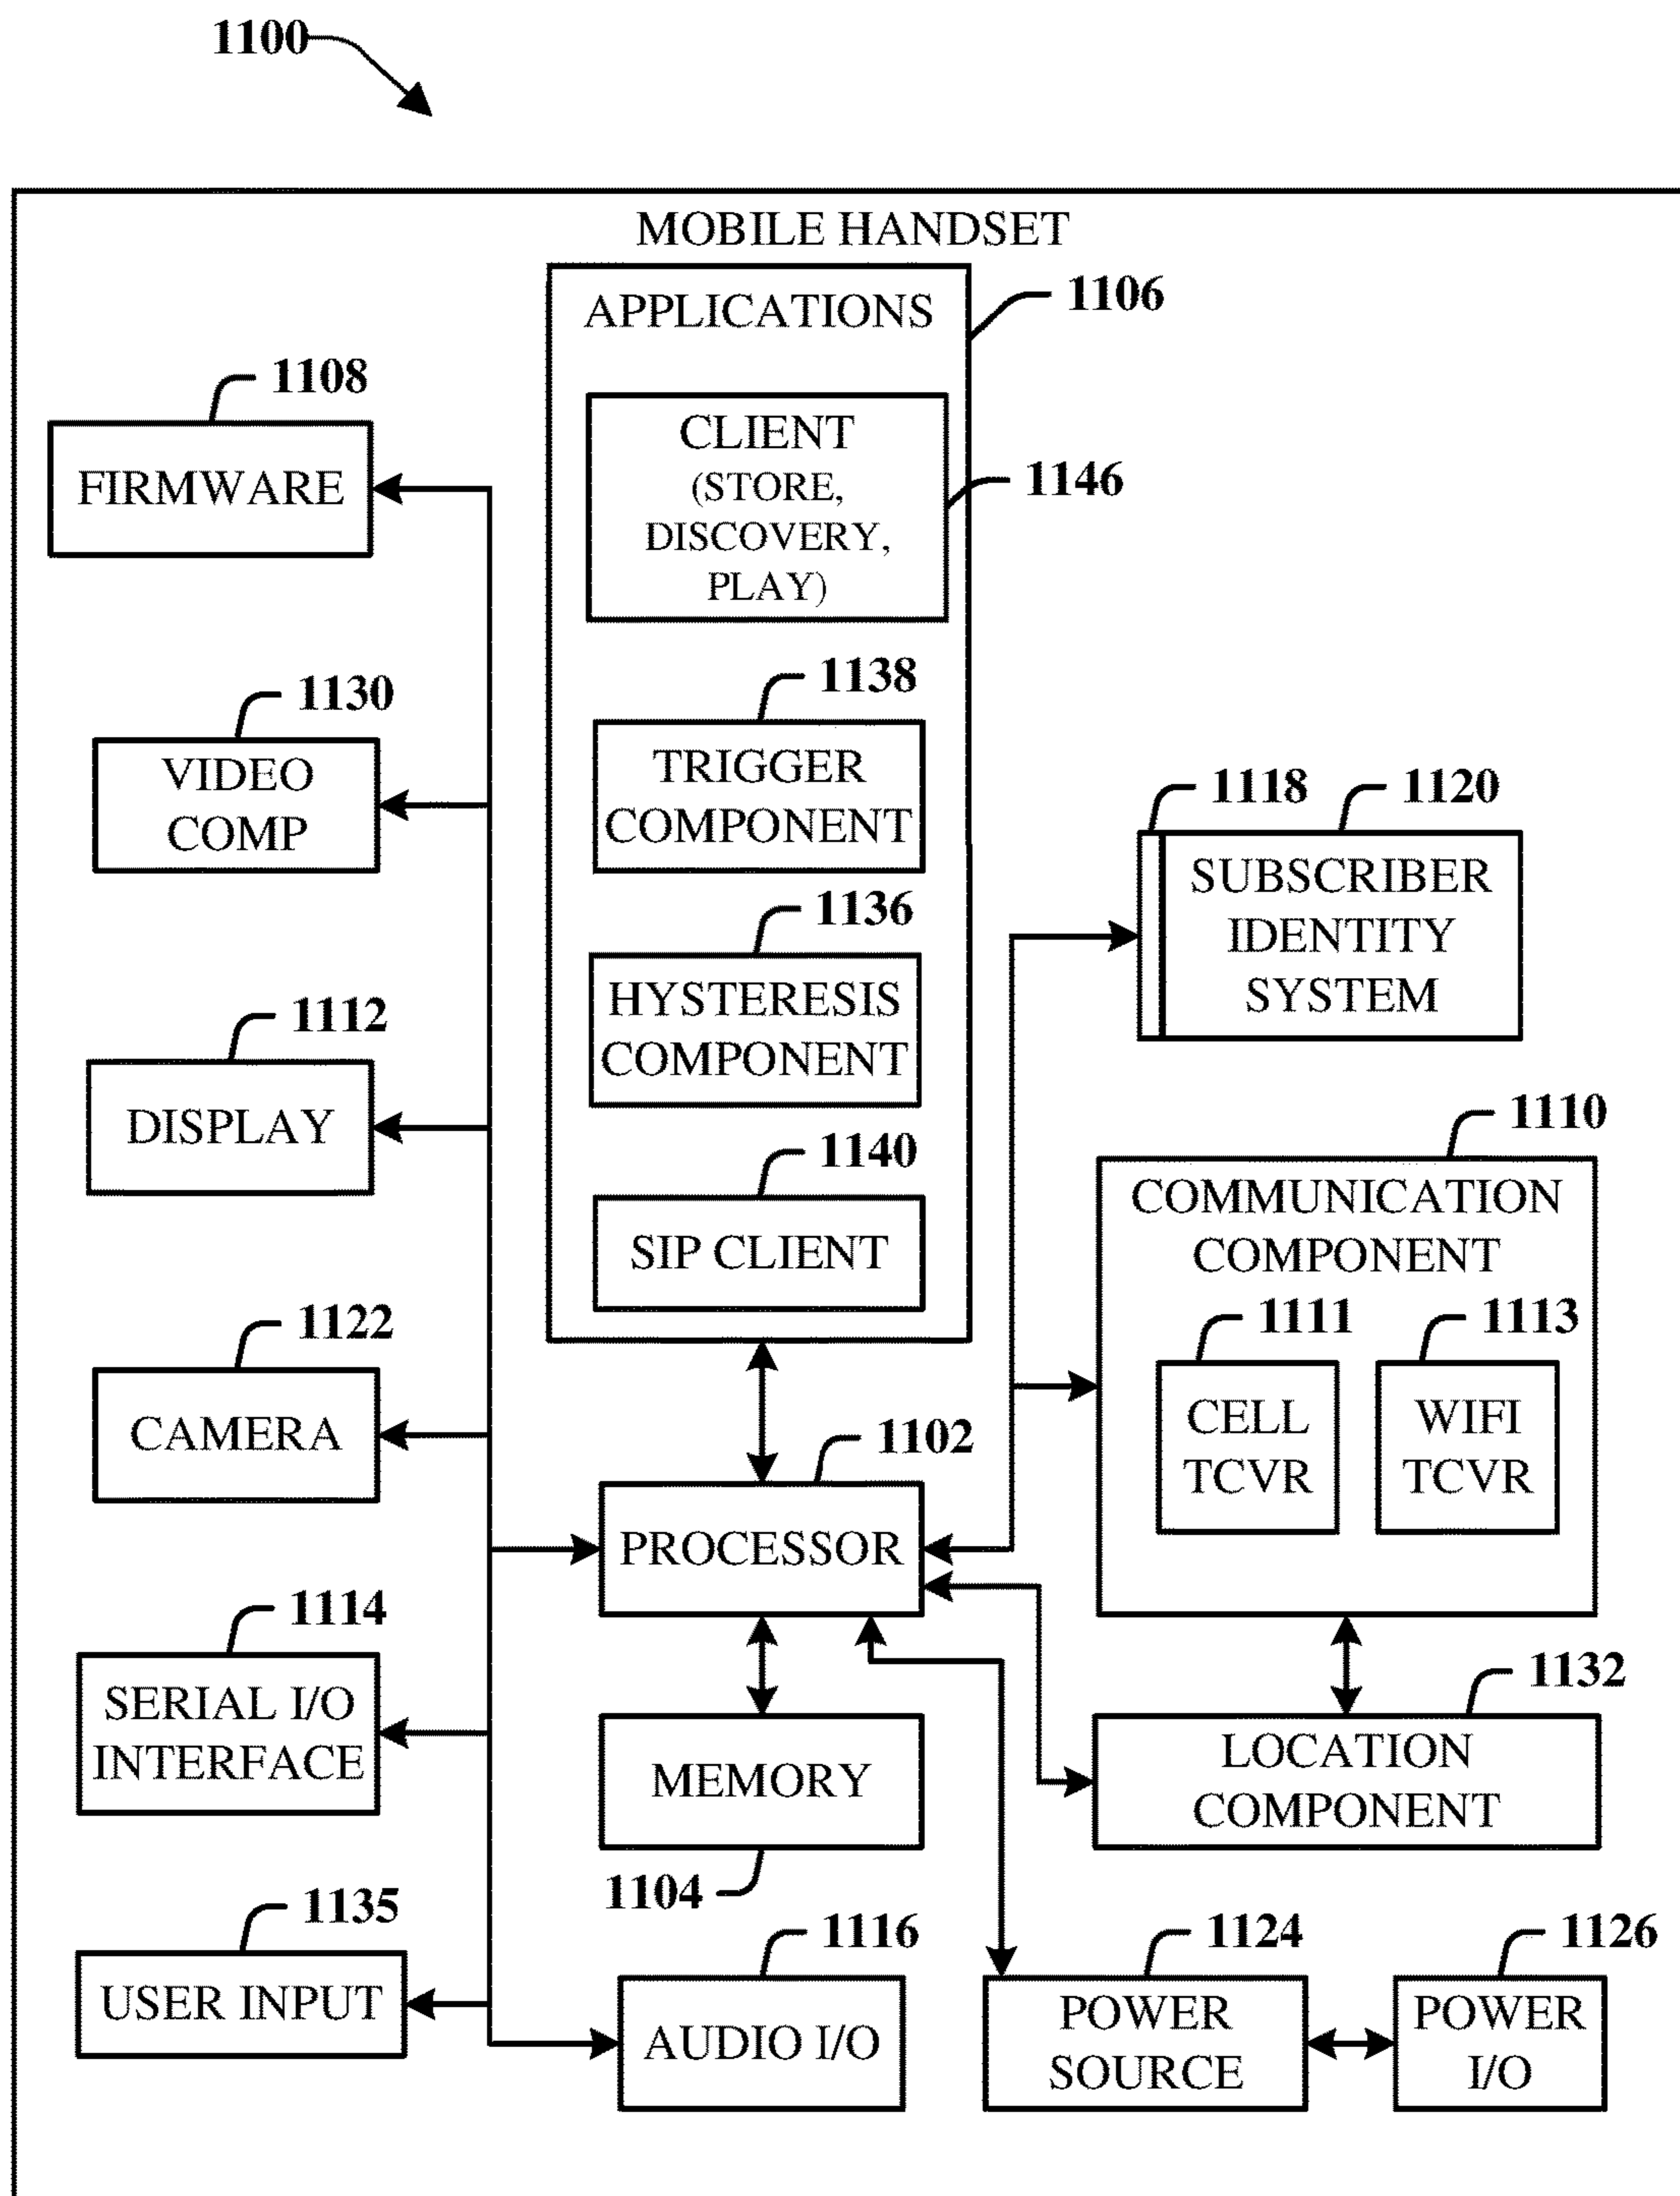 1100
MOBILE HANDSET
APPLICATIONS
1106
CLIENT
(STORE,
DISCOVERY,
PLAY)
1146
1138
TRIGGER
COMPONENT
1136
HYSTERESIS
COMPONENT
1140
SIP CLIENT
1108
FIRMWARE
1130
VIDEO
COMP
1112
DISPLAY
1122
CAMERA
1114
SERIAL I/O
INTERFACE
1135
USER INPUT
1102
PROCESSOR
MEMORY
1104
1116
AUDIO I/O
1118
1120
SUBSCRIBER
IDENTITY
SYSTEM
1110
COMMUNICATION
COMPONENT
1111
CELL
TCVR
1113
WIFI
TCVR
1132
LOCATION
COMPONENT
1124
POWER
SOURCE
1126
POWER
I/O